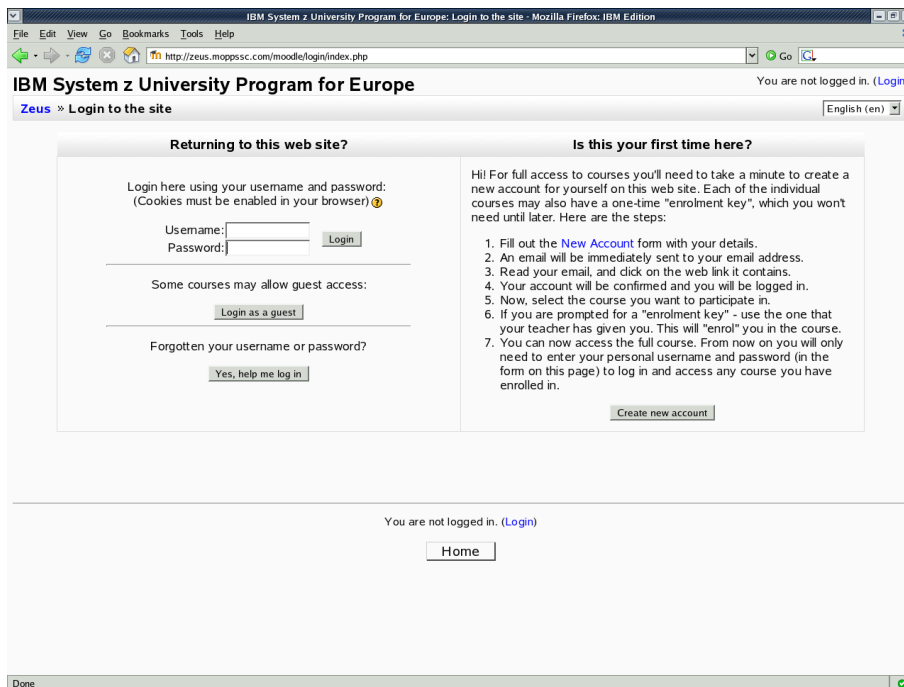 IBM System z University Program for Europe: Login to the site - Mozilla Firefox: IBM Edition
File Edit View Go Bookmarks Tools Help
http://zeus.moppssc.com/moodle/login/index.php
Go
IBM System z University Program for Europe
You are not logged in. (Login
Zeus » Login to the site
English (en)
Returning to this web site?
Login here using your username and password:
(Cookies must be enabled in your browser)
Username:
Password:
Login
Some courses may allow guest access:
Login as a guest
Forgotten your username or password?
Yes, help me log in
Is this your first time here?
Hi! For full access to courses you'll need to take a minute to create a
new account for yourself on this web site. Each of the individual
courses may also have a one-time "enrolment key", which you won't
need until later. Here are the steps:
1. Fill out the New Account form with your details.
2. An email will be immediately sent to your email address.
3. Read your email, and click on the web link it contains.
4. Your account will be confirmed and you will be logged in.
5. Now, select the course you want to participate in.
6. If you are prompted for a "enrolment key" - use the one that
your teacher has given you. This will "enrol" you in the course.
7. You can now access the full course. From now on you will only
need to enter your personal username and password (in the
form on this page) to log in and access any course you have
enrolled in.
Create new account
You are not logged in. (Login)
Home
Done